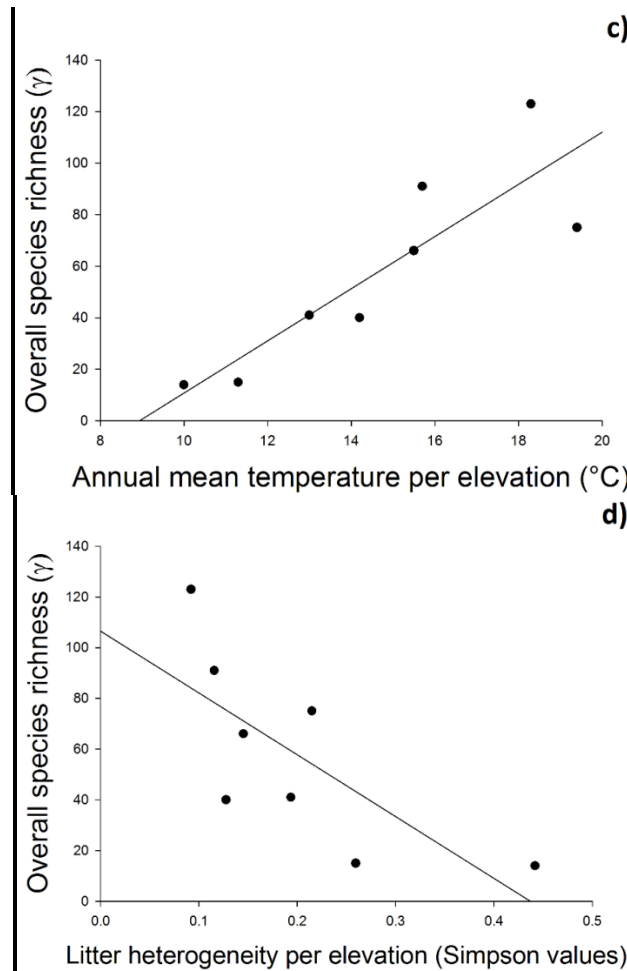 c)
Overall species richness (γ)
140
120
100
80
60
40
20
0
8 10 12 14 16 18 20
Annual mean temperature per elevation (°C)
d)
Overall species richness (γ)
140
120
100
80
60
40
20
0
0.0 0.1 0.2 0.3 0.4 0.5
Litter heterogeneity per elevation (Simpson values)